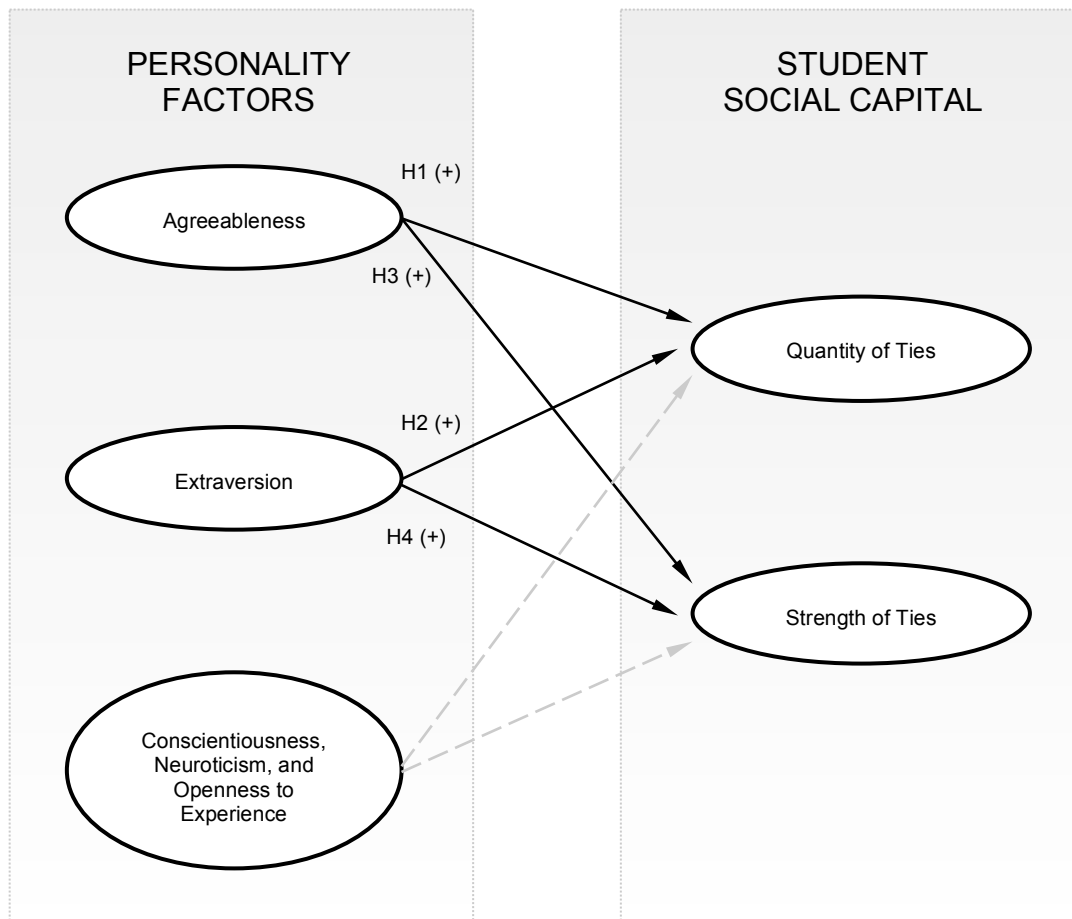 PERSONALITY
FACTORS
STUDENT
SOCIAL CAPITAL
H1 (+)
Agreeableness
H3 (+)
Quantity of Ties
H2 (+)
Extraversion
H4 (+)
Strength of Ties
Conscientiousness,
Neuroticism, and
Openness to
Experience